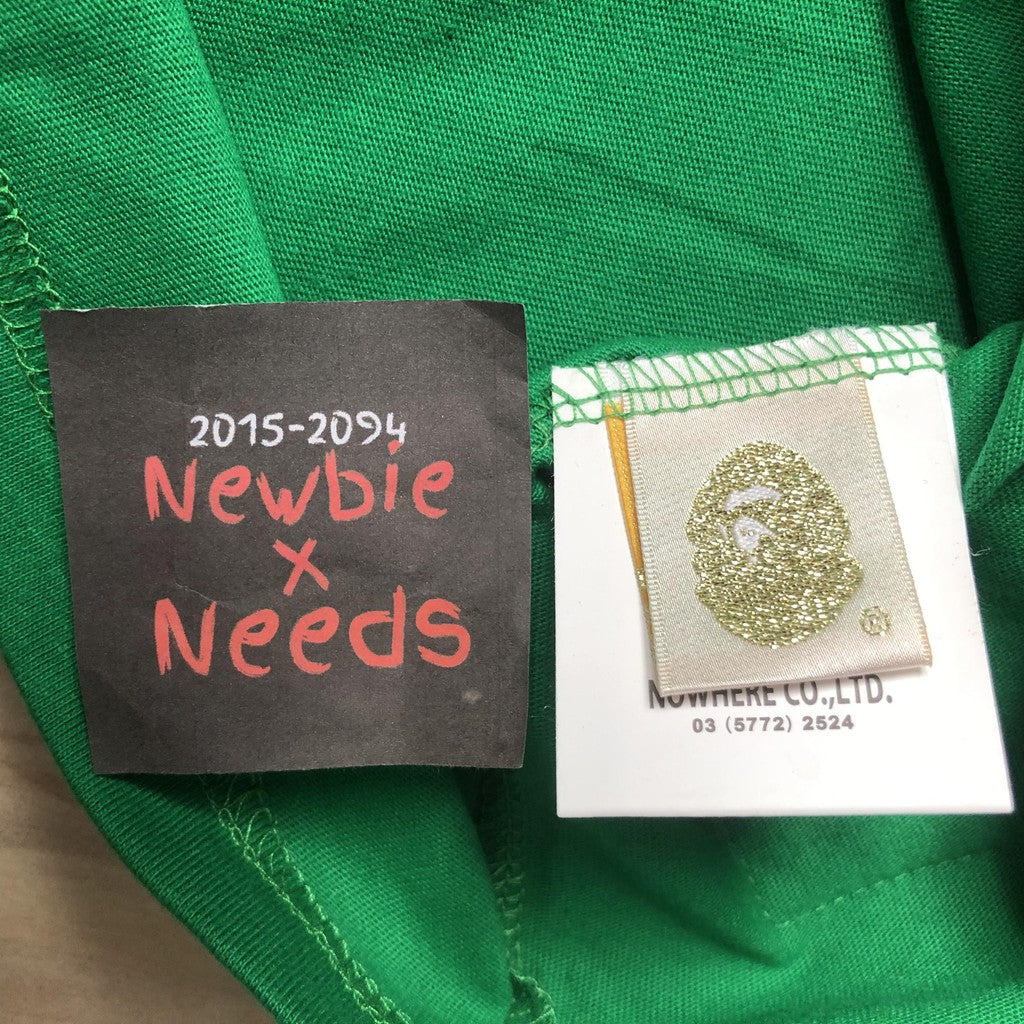 2015-2094
Newbie
x
Needs
®
NOWHERE CO.,LTD.
03 (5772) 2524